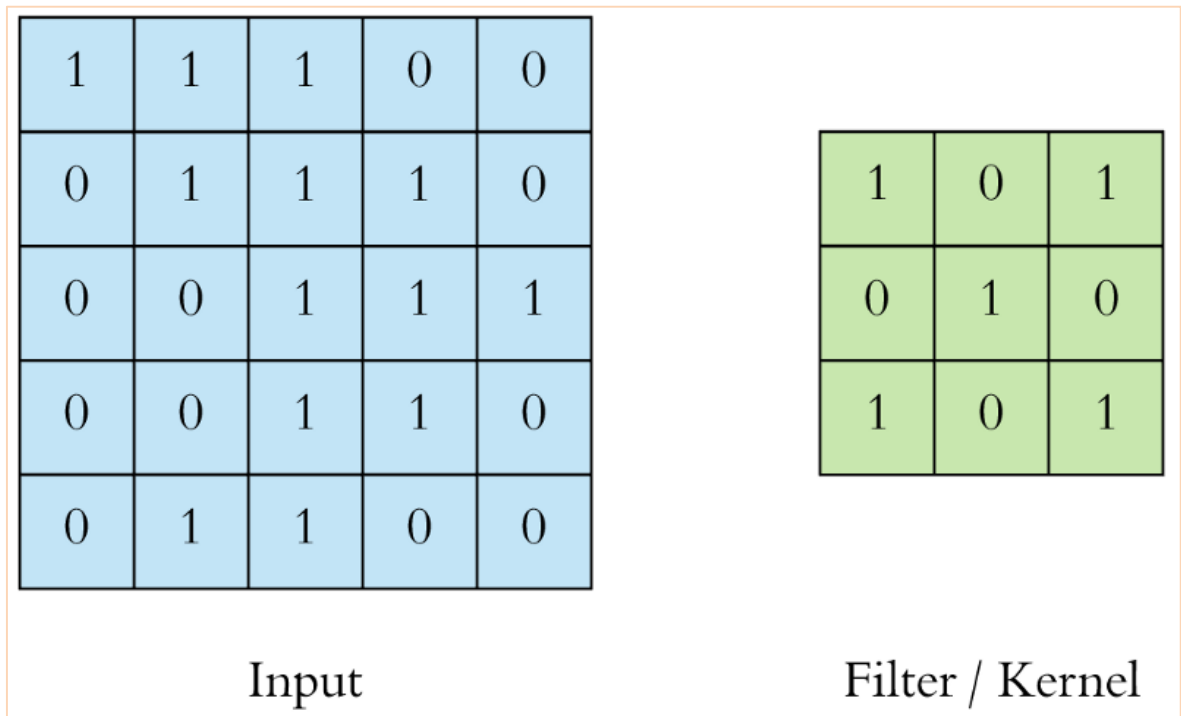 1 1 1 0 0
0 1 1 1 0
0 0 1 1 1
0 0 1 1 0
0 1 1 0 0
Input
1 0 1
0 1 0
1 0 1
Filter / Kernel